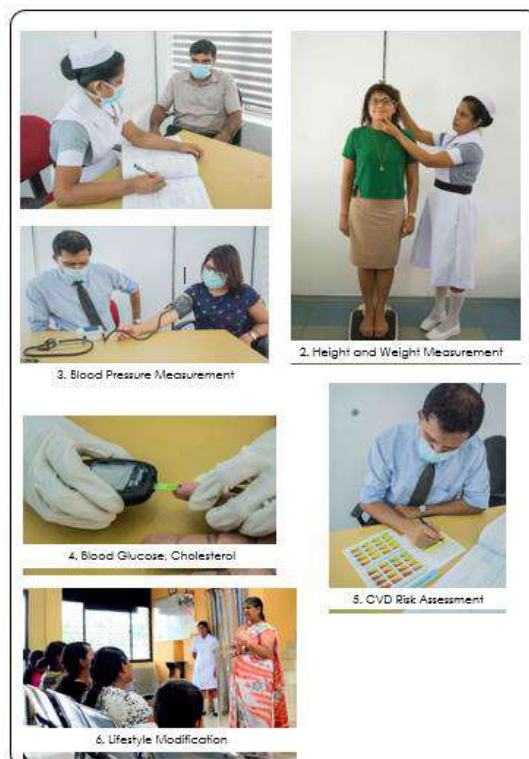 2. Height and Weight Measurement
3. Blood Pressure Measurement
4. Blood Glucose, Cholesterol
5. CVD Risk Assessment
6. Lifestyle Modification